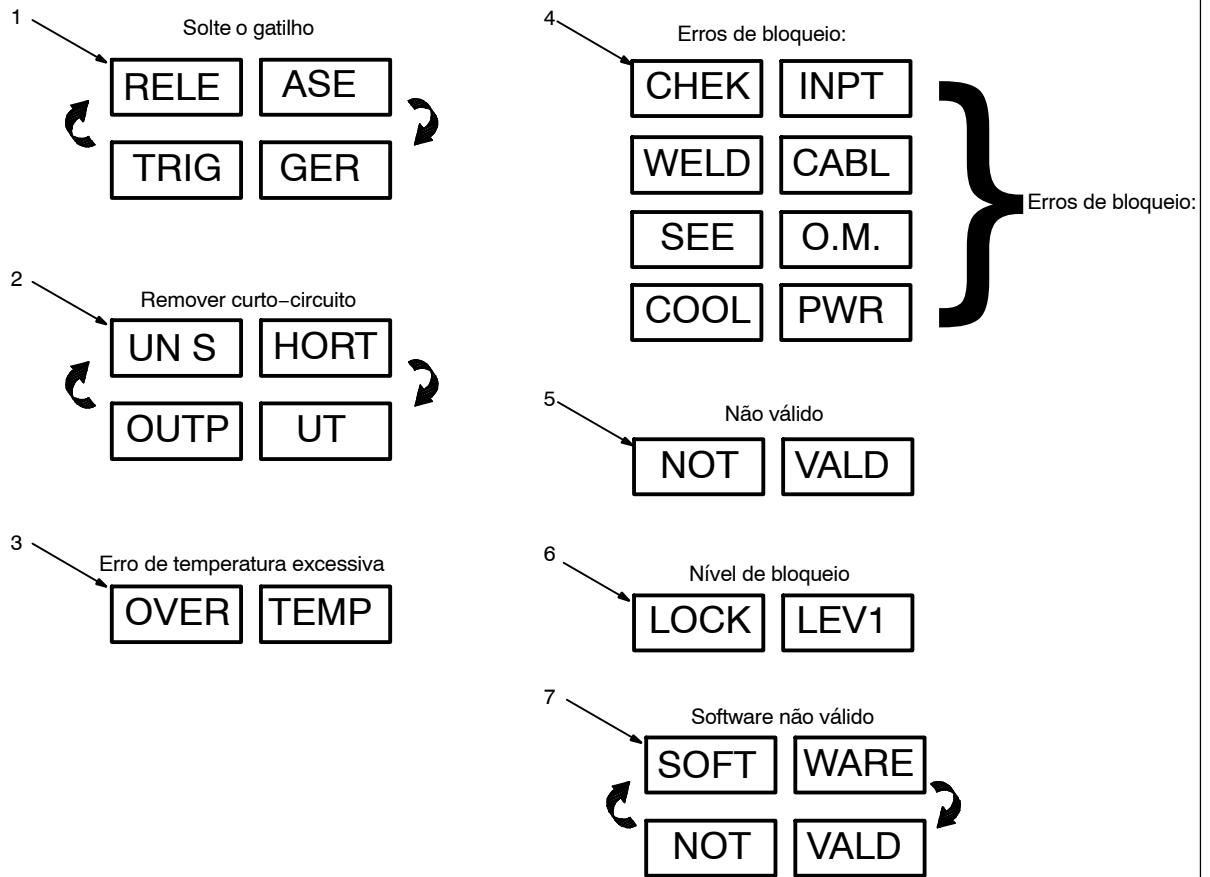 1
Solte o gatilho
RELE ASE
TRIG GER
2
Remover curto−circuito
UN S HORT
OUTP UT
3
Erro de temperatura excessiva
OVER TEMP
4
Erros de bloqueio:
CHEK INPT
WELD CABL
SEE O.M.
COOL PWR
Erros de bloqueio:
5
Não válido
NOT VALD
6
Nível de bloqueio
LOCK LEV1
7
Software não válido
SOFT WARE
NOT VALD